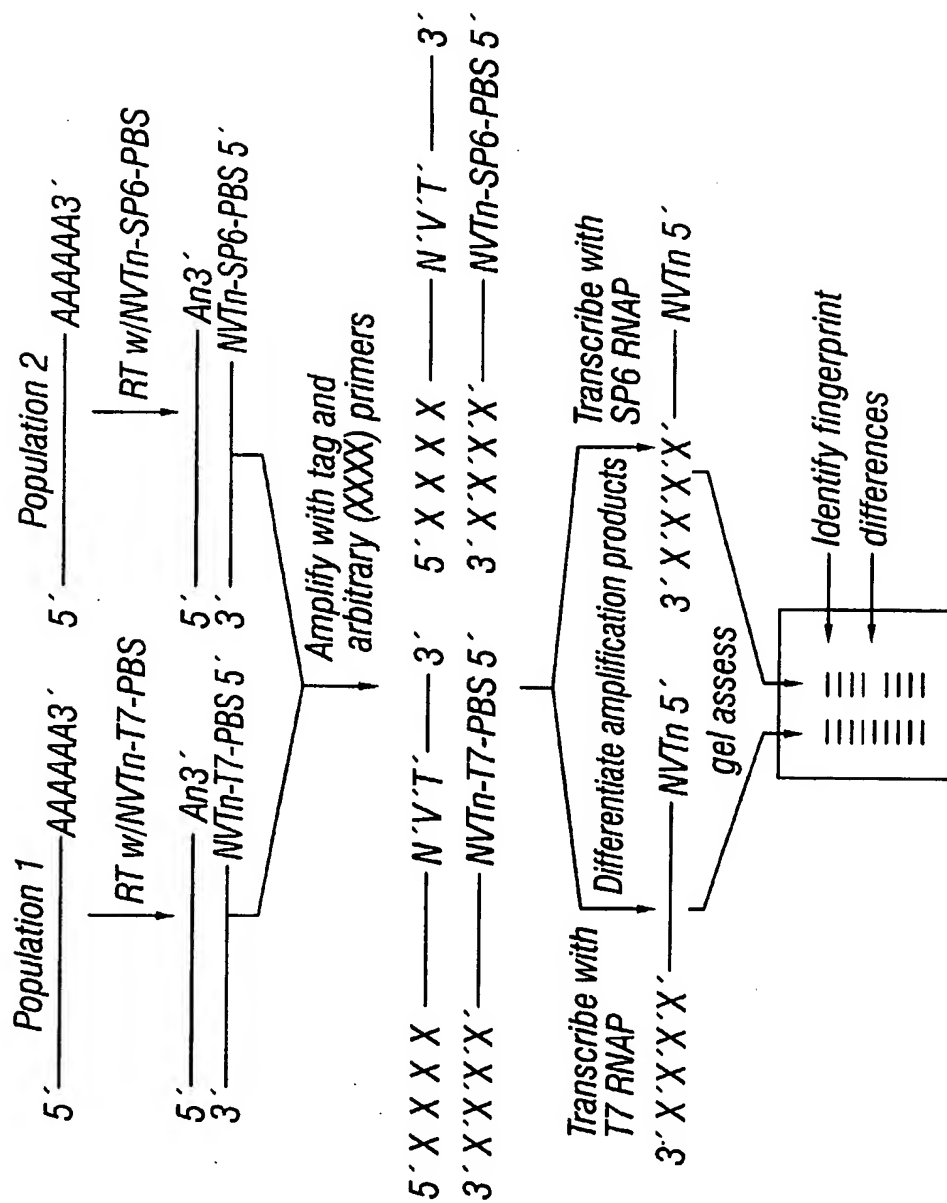 Population 1
Population 2
5´ AAAAAA3´
5´ AAAAAA3´
RT w/NVTn-T7-PBS
RT w/NVTn-SP6-PBS
5´ An3´
3´ NVTn-T7-PBS 5´
5´ An3´
3´ NVTn-SP6-PBS 5´
Amplify with tag and
arbitrary (XXXX) primers
5´ X X X X N´V´T´ 3´
3´ X´X´X´X´ NVTn-T7-PBS 5´
5´ X X X X N´V´T´ 3´
3´ X´X´X´X´ NVTn-SP6-PBS 5´
Transcribe with
T7 RNAP
Differentiate amplification products
Transcribe with
SP6 RNAP
3´ X´X´X´X´ NVTn 5´
3´ X´X´X´X´ NVTn 5´
gel assess
Identify fingerprint
differences